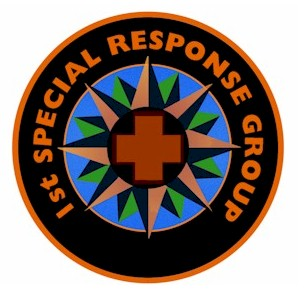 1st SPECIAL RESPONSE GROUP